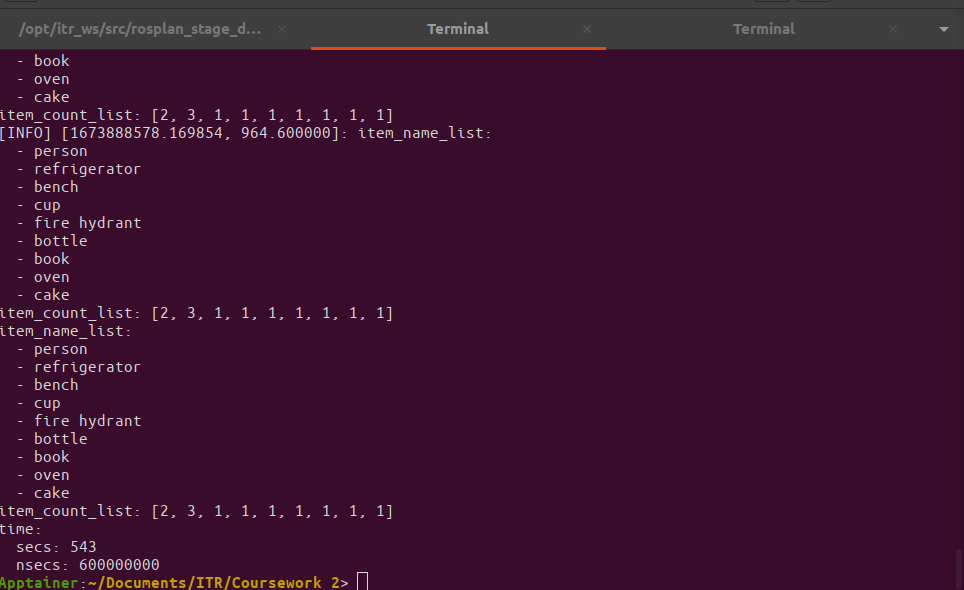 /opt/itr_ws/src/rosplan_stage_d... × Terminal × Terminal ×
- book
- oven
- cake
item_count_list: [2, 3, 1, 1, 1, 1, 1, 1, 1]
[INFO] [1673888578.169854, 964.600000]: item_name_list:
- person
- refrigerator
- bench
- cup
- fire hydrant
- bottle
- book
- oven
- cake
item_count_list: [2, 3, 1, 1, 1, 1, 1, 1, 1]
item_name_list:
- person
- refrigerator
- bench
- cup
- fire hydrant
- bottle
- book
- oven
- cake
item_count_list: [2, 3, 1, 1, 1, 1, 1, 1, 1]
time:
secs: 543
nsecs: 600000000
Apptainer:~/Documents/ITR/Coursework 2>